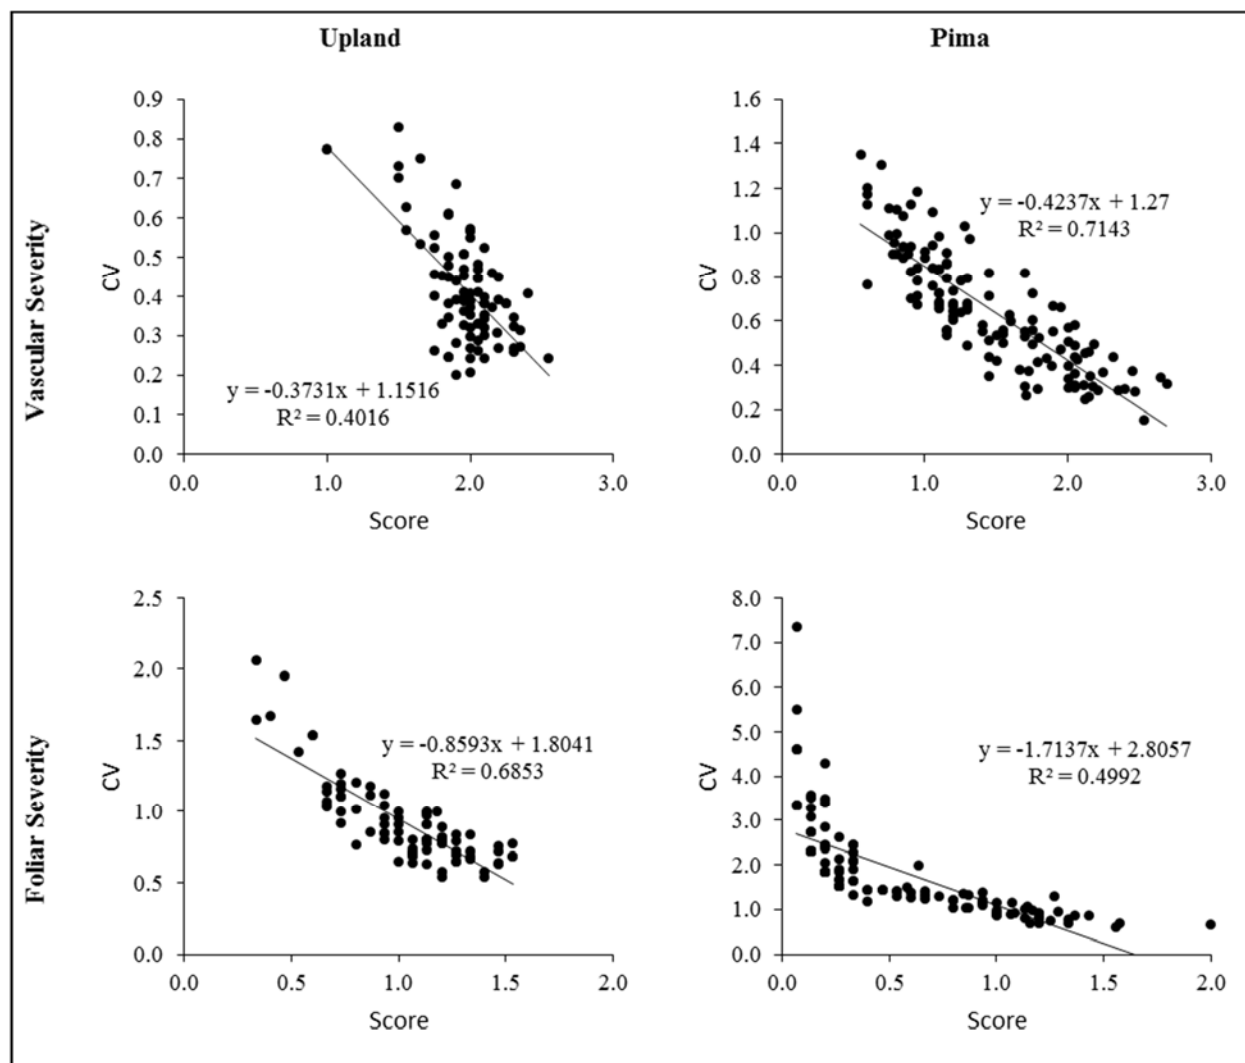 Upland
Pima
Vascular Severity
CV
0.9
0.8
0.7
0.6
0.5
0.4
0.3
0.2
0.1
0.0
y = -0.3731x + 1.1516
R² = 0.4016
0.0 1.0 2.0 3.0
Score
CV
1.6
1.4
1.2
1.0
0.8
0.6
0.4
0.2
0.0
y = -0.4237x + 1.27
R² = 0.7143
0.0 1.0 2.0 3.0
Score
Foliar Severity
CV
2.5
2.0
1.5
1.0
0.5
0.0
y = -0.8593x + 1.8041
R² = 0.6853
0.0 0.5 1.0 1.5 2.0
Score
CV
8.0
7.0
6.0
5.0
4.0
3.0
2.0
1.0
0.0
y = -1.7137x + 2.8057
R² = 0.4992
0.0 0.5 1.0 1.5 2.0
Score